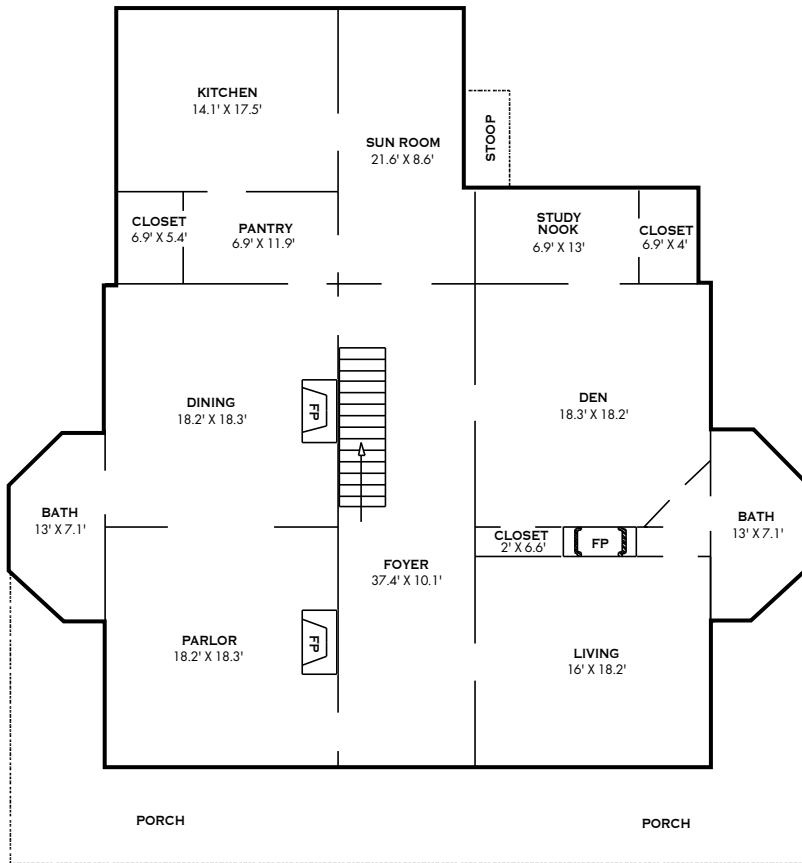 KITCHEN
14.1' X 17.5'
SUN ROOM
21.6' X 8.6'
STOOP
CLOSET
6.9' X 5.4'
PANTRY
6.9' X 11.9'
STUDY
NOOK
6.9' X 13'
CLOSET
6.9' X 4'
DINING
18.2' X 18.3'
FP
DEN
18.3' X 18.2'
BATH
13' X 7.1'
BATH
13' X 7.1'
CLOSET
2' X 6.6'
FP
FOYER
37.4' X 10.1'
PARLOR
18.2' X 18.3'
FP
LIVING
16' X 18.2'
PORCH
PORCH